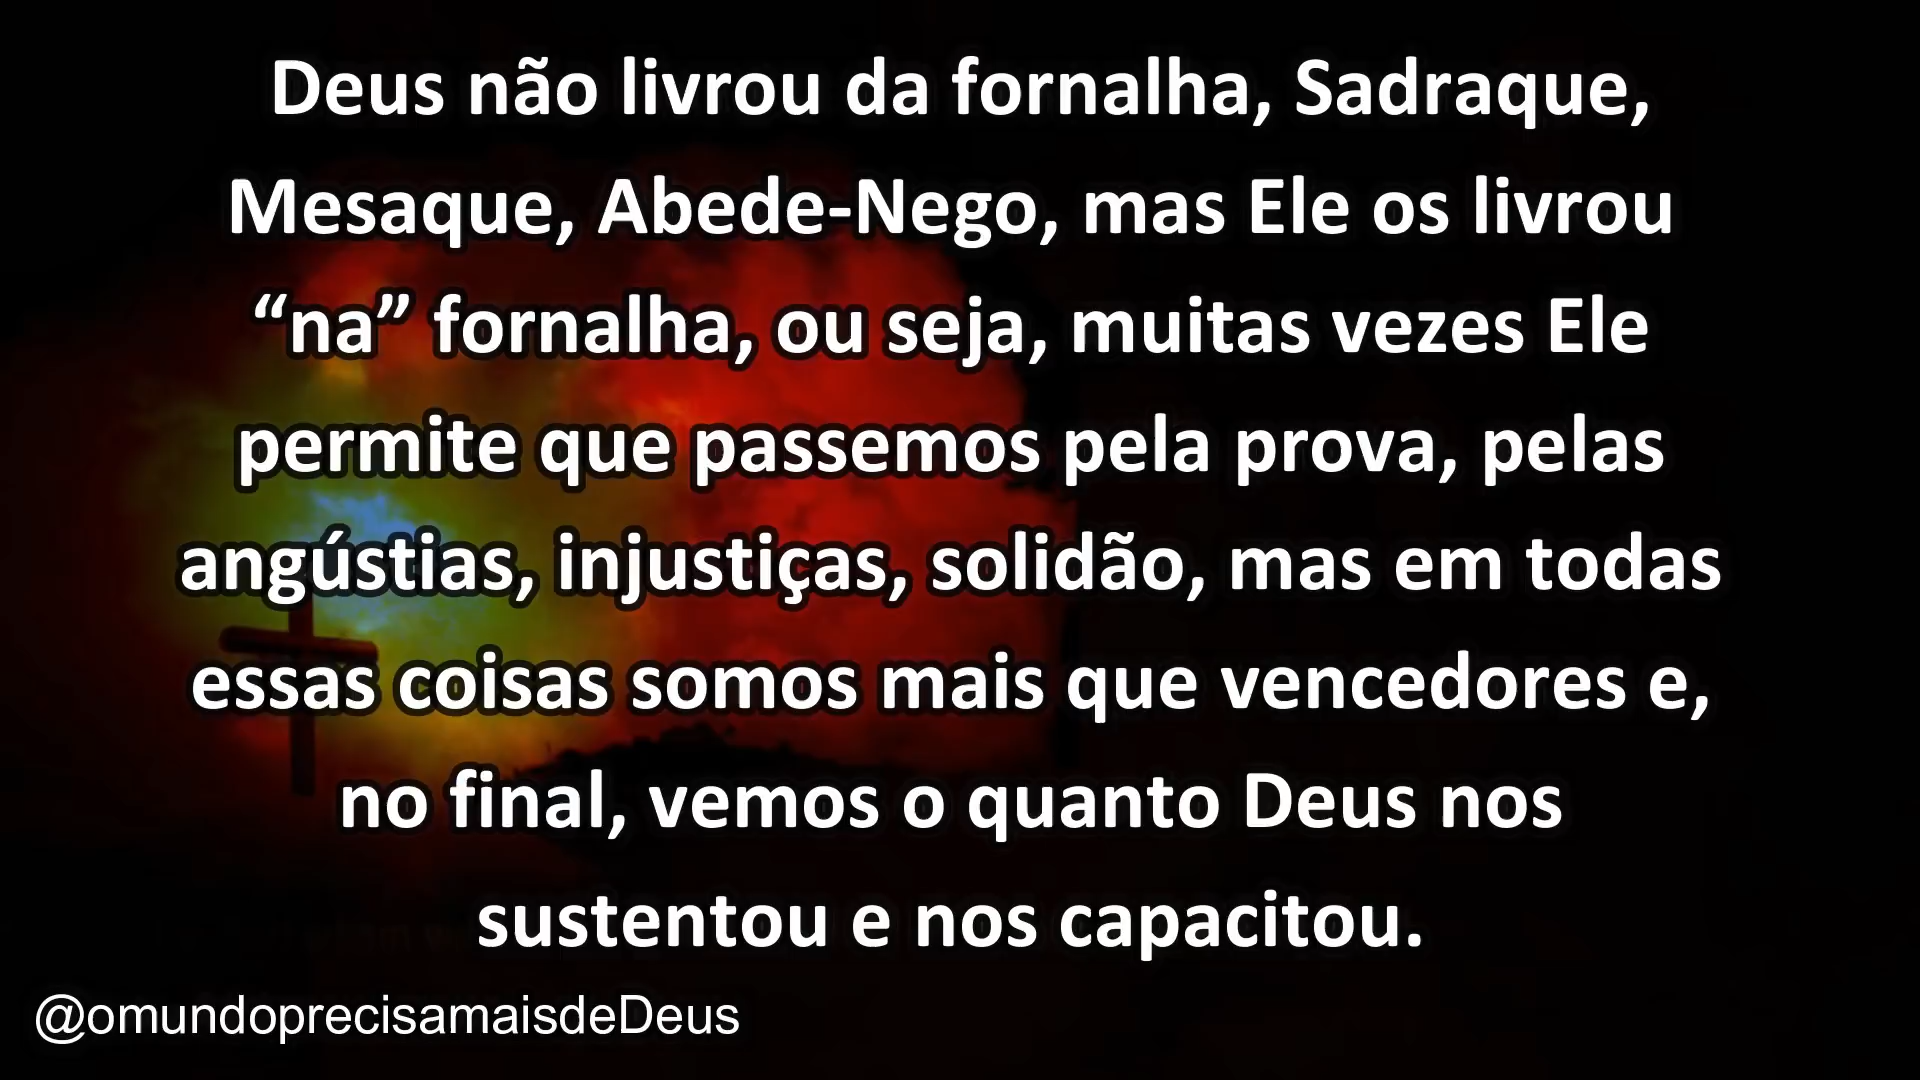 Deus não livrou da fornalha, Sadraque,
Mesaque, Abede-Nego, mas Ele os livrou
“na” fornalha, ou seja, muitas vezes Ele
permite que passemos pela prova, pelas
angústias, injustiças, solidão, mas em todas
essas coisas somos mais que vencedores e,
no final, vemos o quanto Deus nos
sustentou e nos capacitou.
@omundoprecisamaisdeDeus